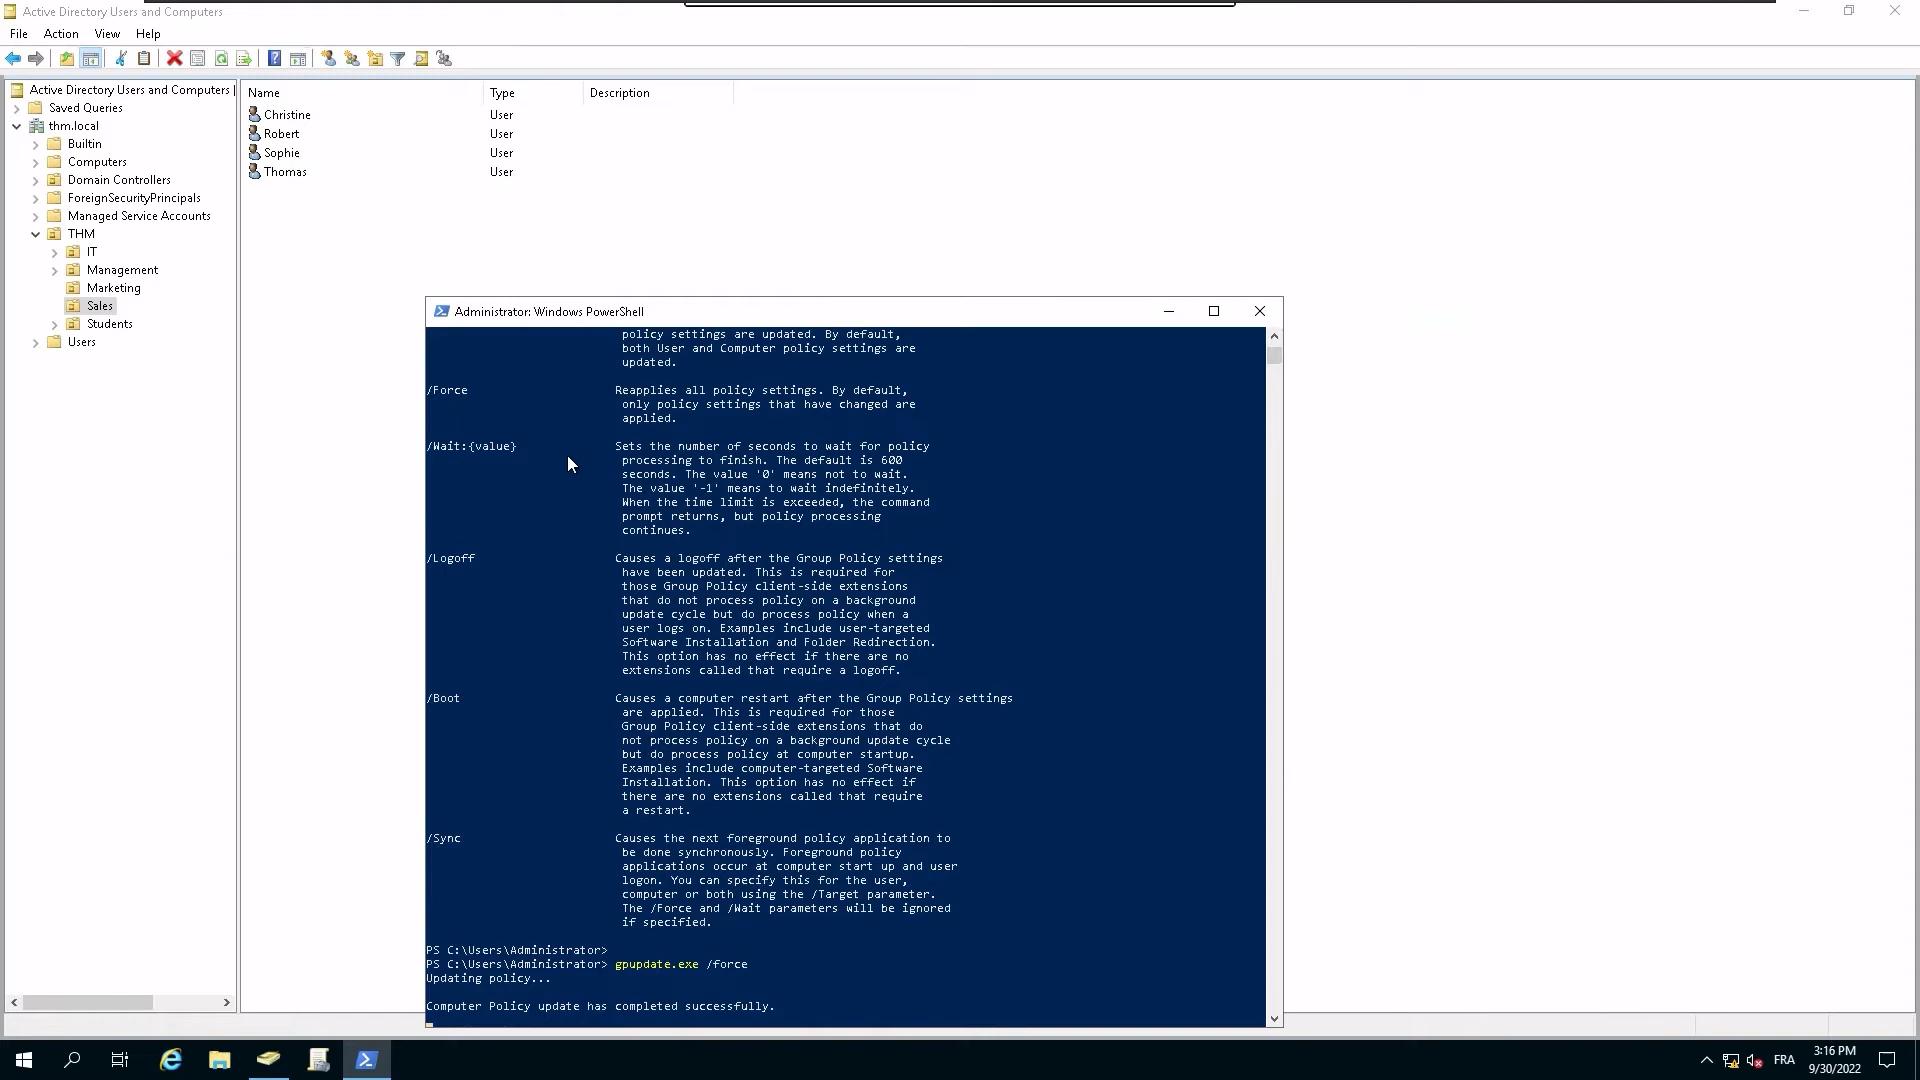 Active Directory Users and Computers
File Action View Help
Active Directory Users and Computers [
Saved Queries
thm.local
Builtin
Computers
Domain Controllers
ForeignSecurityPrincipals
Managed Service Accounts
THM
IT
Management
Marketing
Sales
Students
Users
Name Type Description
Christine User
Robert User
Sophie User
Thomas User
Administrator: Windows PowerShell
policy settings are updated. By default,
both User and Computer policy settings are
updated.
/Force Reapplies all policy settings. By default,
only policy settings that have changed are
applied.
/Wait:{value} Sets the number of seconds to wait for policy
processing to finish. The default is 600
seconds. The value '0' means not to wait.
The value '-1' means to wait indefinitely.
When the time limit is exceeded, the command
prompt returns, but policy processing
continues.
/Logoff Causes a logoff after the Group Policy settings
have been updated. This is required for
those Group Policy client-side extensions
that do not process policy on a background
update cycle but do process policy when a
user logs on. Examples include user-targeted
Software Installation and Folder Redirection.
This option has no effect if there are no
extensions called that require a logoff.
/Boot Causes a computer restart after the Group Policy settings
are applied. This is required for those
Group Policy client-side extensions that do
not process policy on a background update cycle
but do process policy at computer startup.
Examples include computer-targeted Software
Installation. This option has no effect if
there are no extensions called that require
a restart.
/Sync Causes the next foreground policy application to
be done synchronously. Foreground policy
applications occur at computer start up and user
logon. You can specify this for the user,
computer or both using the /Target parameter.
The /Force and /Wait parameters will be ignored
if specified.
PS C:\Users\Administrator>
PS C:\Users\Administrator> gpupdate.exe /force
Updating policy...
Computer Policy update has completed successfully.
FRA
3:16 PM
9/30/2022